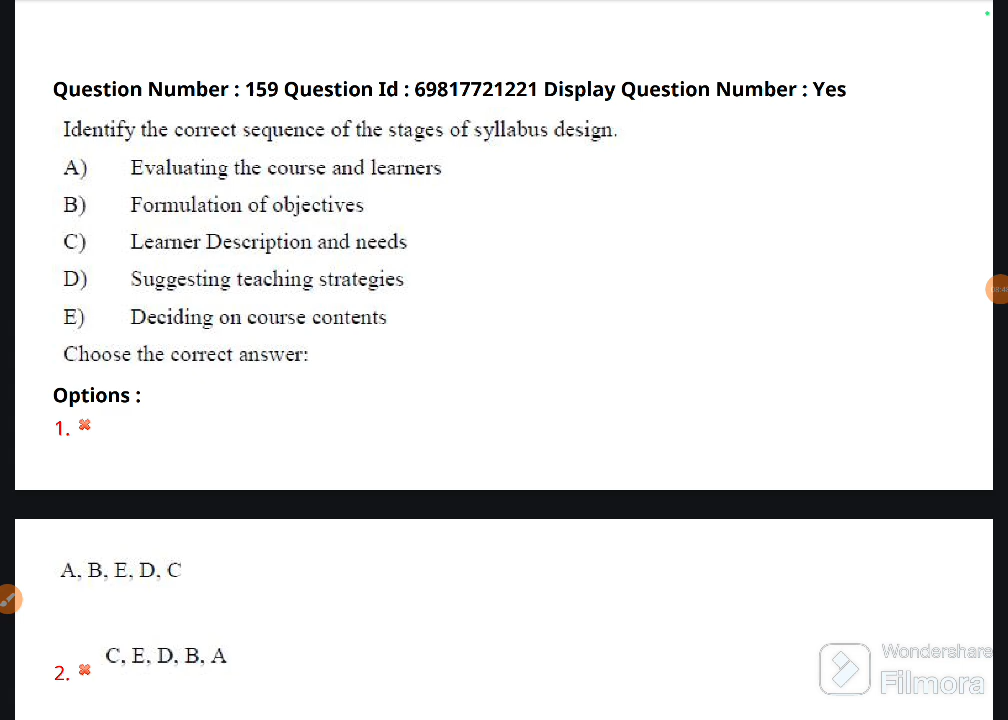 Question Number : 159 Question Id : 69817721221 Display Question Number : Yes
Identify the correct sequence of the stages of syllabus design.
A) Evaluating the course and learners
B) Formulation of objectives
C) Learner Description and needs
D) Suggesting teaching strategies
E) Deciding on course contents
Choose the correct answer:
Options :
1.
A, B, E, D, C
C, E, D, B, A
2.
Wondershare
Filmora